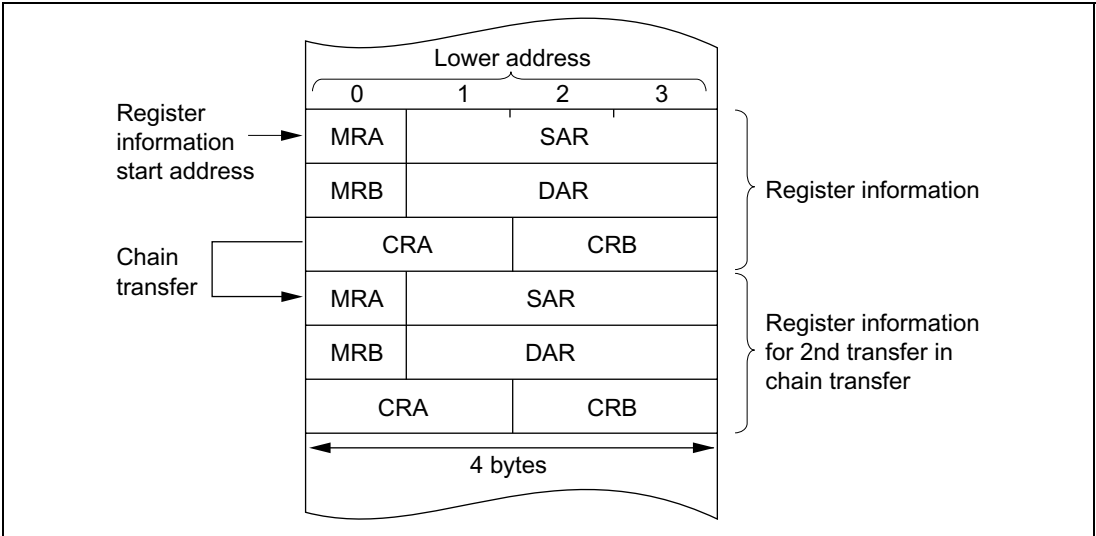 Lower address
0 1 2 3
Register
information
start address
MRA SAR
MRB DAR
Register information
CRA CRB
Chain
transfer
MRA SAR
MRB DAR
Register information
for 2nd transfer in
chain transfer
CRA CRB
4 bytes